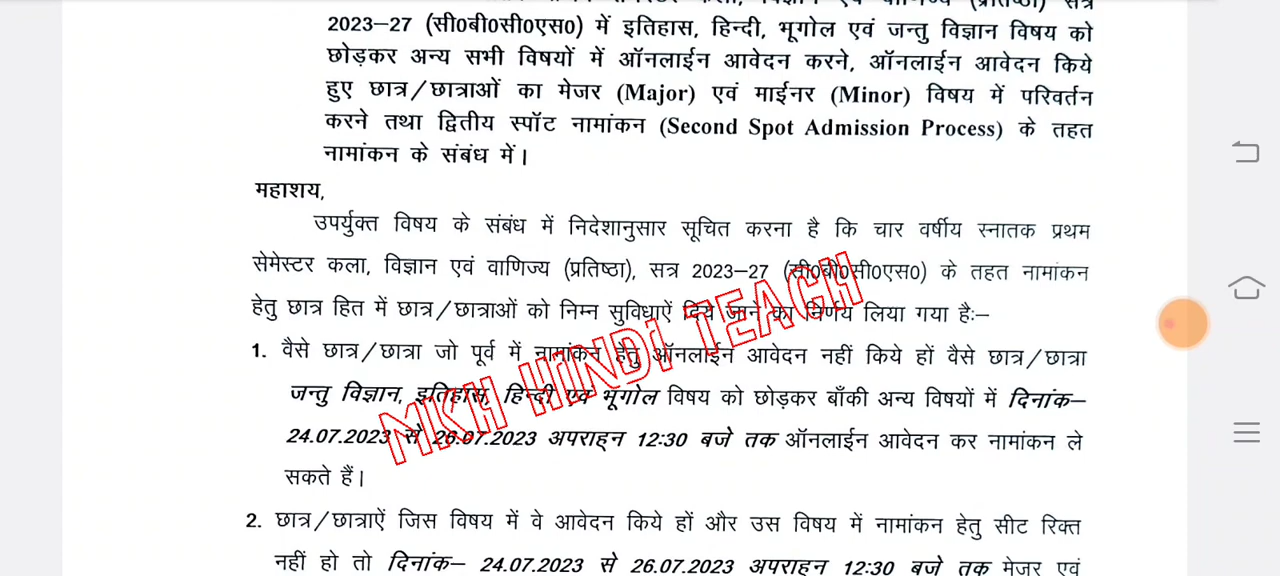 2023–27 (सी0बी0सी0एस0) में इतिहास, हिन्दी, भूगोल एवं जन्तु विज्ञान विषय को
छोड़कर अन्य सभी विषयों में ऑनलाईन आवेदन करने, ऑनलाईन आवेदन किये
हुए छात्र/छात्राओं का मेजर (Major) एवं माईनर (Minor) विषय में परिवर्तन
करने तथा द्वितीय स्पॉट नामांकन (Second Spot Admission Process) के तहत
नामांकन के संबंध में।
महाशय,
उपर्युक्त विषय के संबंध में निदेशानुसार सूचित करना है कि चार वर्षीय स्नातक प्रथम
सेमेस्टर कला, विज्ञान एवं वाणिज्य (प्रतिष्ठा), सत्र 2023–27 (सी0बी0सी0एस0) के तहत नामांकन
हेतु छात्र हित में छात्र/छात्राओं को निम्न सुविधाऐं दिये जाने का निर्णय लिया गया है:–
1. वैसे छात्र/छात्रा जो पूर्व में नामांकन हेतु ऑनलाईन आवेदन नहीं किये हों वैसे छात्र/छात्रा
जन्तु विज्ञान, इतिहास, हिन्दी एवं भूगोल विषय को छोड़कर बाँकी अन्य विषयों में दिनांक–
24.07.2023 से 26.07.2023 अपराह्न 12:30 बजे तक ऑनलाईन आवेदन कर नामांकन ले
सकते हैं।
MKH HINDI TEACH
2. छात्र/छात्राऐं जिस विषय में वे आवेदन किये हों और उस विषय में नामांकन हेतु सीट रिक्त
नहीं हो तो दिनांक– 24.07.2023 से 26.07.2023 अपराह्न 12:30 बजे तक मेजर एवं